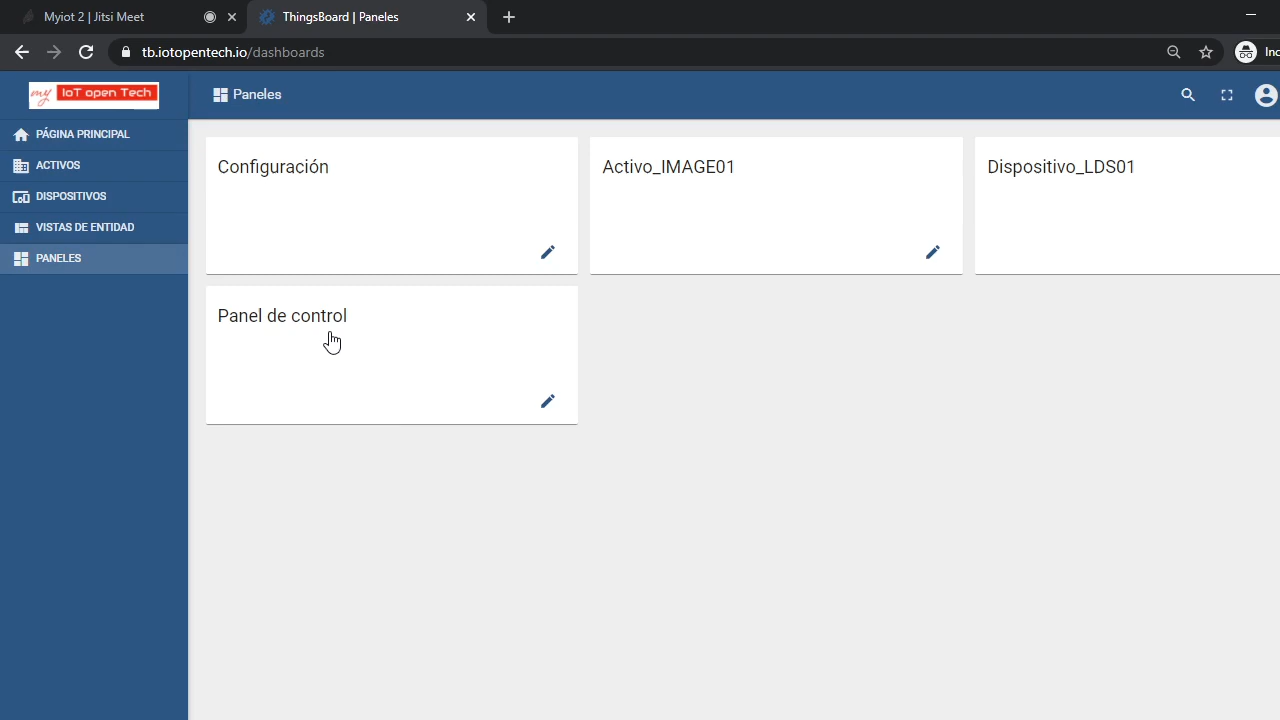 Myiot 2 | Jitsi Meet
ThingsBoard | Paneles
tb.iotopentech.io/dashboards
Inc
my IoT open Tech
Paneles
PÁGINA PRINCIPAL
ACTIVOS
DISPOSITIVOS
VISTAS DE ENTIDAD
PANELES
Configuración
Activo_IMAGE01
Dispositivo_LDS01
Panel de control